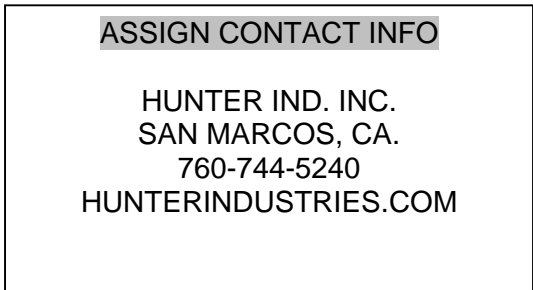 ASSIGN CONTACT INFO
HUNTER IND. INC.
SAN MARCOS, CA.
760-744-5240
HUNTERINDUSTRIES.COM